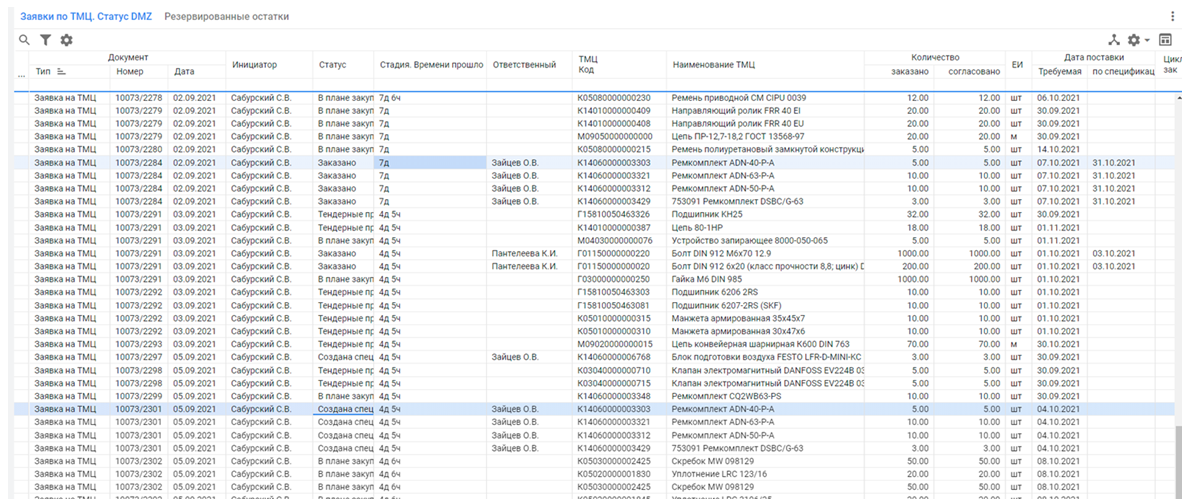 Заявки по ТМЦ. Статус DMZ Резервированные остатки
Документ ТМЦ Количество Дата поставки Цикл
... Тип Номер Дата Инициатор Статус Стадия. Времени прошло Ответственный Код Наименование ТМЦ заказано согласовано ЕИ Требуемая по спецификац зак
Заявка на ТМЦ 10073/2278 02.09.2021 Сабурский С.В. В плане закуп 7д 6ч К05080000000230 Ремень приводной CM CIPU 0039 12.00 12.00 шт 06.10.2021
Заявка на ТМЦ 10073/2279 02.09.2021 Сабурский С.В. В плане закуп 7д К14010000000409 Направляющий ролик FRR 40 EI 20.00 20.00 шт 30.09.2021
Заявка на ТМЦ 10073/2279 02.09.2021 Сабурский С.В. В плане закуп 7д К14010000000408 Направляющий ролик FRR 40 EU 20.00 20.00 шт 30.09.2021
Заявка на ТМЦ 10073/2279 02.09.2021 Сабурский С.В. В плане закуп 7д М09050000000000 Цепь ПР-12,7-18,2 ГОСТ 13568-97 20.00 20.00 м 30.09.2021
Заявка на ТМЦ 10073/2280 02.09.2021 Сабурский С.В. В плане закуп 7д К05080000000215 Ремень полиуретановый замкнутой конструкци 5.00 5.00 шт 14.10.2021
Заявка на ТМЦ 10073/2284 02.09.2021 Сабурский С.В. Заказано 7д Зайцев О.В. К14060000003303 Ремкомплект ADN-40-P-A 5.00 5.00 шт 07.10.2021 31.10.2021
Заявка на ТМЦ 10073/2284 02.09.2021 Сабурский С.В. Заказано 7д Зайцев О.В. К14060000003321 Ремкомплект ADN-63-P-A 10.00 10.00 шт 07.10.2021 31.10.2021
Заявка на ТМЦ 10073/2284 02.09.2021 Сабурский С.В. Заказано 7д Зайцев О.В. К14060000003312 Ремкомплект ADN-50-P-A 10.00 10.00 шт 07.10.2021 31.10.2021
Заявка на ТМЦ 10073/2284 02.09.2021 Сабурский С.В. Заказано 7д Зайцев О.В. К14060000003429 753091 Ремкомплект DSBC/G-63 3.00 3.00 шт 07.10.2021 31.10.2021
Заявка на ТМЦ 10073/2291 03.09.2021 Сабурский С.В. Тендерные пр 4д 5ч Г15810050463326 Подшипник KH25 32.00 32.00 шт 30.09.2021
Заявка на ТМЦ 10073/2291 03.09.2021 Сабурский С.В. Тендерные пр 4д 5ч К14010000000387 Цепь 80-1HP 18.00 18.00 шт 01.11.2021
Заявка на ТМЦ 10073/2291 03.09.2021 Сабурский С.В. В плане закуп 4д 5ч М04030000000076 Устройство запирающее 8000-050-065 5.00 5.00 шт 01.11.2021
Заявка на ТМЦ 10073/2291 03.09.2021 Сабурский С.В. Заказано 4д 5ч Пантелеева К.И. Г01150000000220 Болт DIN 912 M6x70 12.9 1000.00 1000.00 шт 01.10.2021 03.10.2021
Заявка на ТМЦ 10073/2291 03.09.2021 Сабурский С.В. Заказано 4д 5ч Пантелеева К.И. Г01150000000020 Болт DIN 912 6x20 (класс прочности 8,8; цинк) D 200.00 200.00 шт 01.10.2021 03.10.2021
Заявка на ТМЦ 10073/2291 03.09.2021 Сабурский С.В. В плане закуп 4д 5ч Г03000000000250 Гайка М6 DIN 985 1000.00 1000.00 шт 01.10.2021
Заявка на ТМЦ 10073/2292 03.09.2021 Сабурский С.В. Тендерные пр 4д 5ч Г15810050463303 Подшипник 6206 2RS 10.00 10.00 шт 01.10.2021
Заявка на ТМЦ 10073/2292 03.09.2021 Сабурский С.В. Тендерные пр 4д 5ч Г15810050463081 Подшипник 6207-2RS (SKF) 10.00 10.00 шт 01.10.2021
Заявка на ТМЦ 10073/2292 03.09.2021 Сабурский С.В. Тендерные пр 4д 5ч К05010000000315 Манжета армированная 35x45x7 10.00 10.00 шт 01.10.2021
Заявка на ТМЦ 10073/2292 03.09.2021 Сабурский С.В. Тендерные пр 4д 5ч К05010000000310 Манжета армированная 30x47x6 10.00 10.00 шт 01.10.2021
Заявка на ТМЦ 10073/2293 03.09.2021 Сабурский С.В. Тендерные пр 4д 5ч М09020000000015 Цепь конвейерная шарнирная K600 DIN 763 70.00 70.00 м 30.10.2021
Заявка на ТМЦ 10073/2297 05.09.2021 Сабурский С.В. Создана спец 4д 5ч Зайцев О.В. К14060000006768 Блок подготовки воздуха FESTO LFR-D-MINI-KC 3.00 3.00 шт 30.09.2021
Заявка на ТМЦ 10073/2298 05.09.2021 Сабурский С.В. Тендерные пр 4д 5ч К03040000000710 Клапан электромагнитный DANFOSS EV224B 03 5.00 5.00 шт 30.09.2021
Заявка на ТМЦ 10073/2298 05.09.2021 Сабурский С.В. Тендерные пр 4д 5ч К03040000000715 Клапан электромагнитный DANFOSS EV224B 03 5.00 5.00 шт 30.09.2021
Заявка на ТМЦ 10073/2299 05.09.2021 Сабурский С.В. В плане закуп 4д 5ч К14060000003348 Ремкомплект CQ2WB63-PS 10.00 10.00 шт 30.09.2021
Заявка на ТМЦ 10073/2301 05.09.2021 Сабурский С.В. Создана спец 4д 5ч Зайцев О.В. К14060000003303 Ремкомплект ADN-40-P-A 5.00 5.00 шт 04.10.2021
Заявка на ТМЦ 10073/2301 05.09.2021 Сабурский С.В. Создана спец 4д 5ч Зайцев О.В. К14060000003321 Ремкомплект ADN-63-P-A 10.00 10.00 шт 04.10.2021
Заявка на ТМЦ 10073/2301 05.09.2021 Сабурский С.В. Создана спец 4д 5ч Зайцев О.В. К14060000003312 Ремкомплект ADN-50-P-A 10.00 10.00 шт 04.10.2021
Заявка на ТМЦ 10073/2301 05.09.2021 Сабурский С.В. Создана спец 4д 5ч Зайцев О.В. К14060000003429 753091 Ремкомплект DSBC/G-63 3.00 3.00 шт 04.10.2021
Заявка на ТМЦ 10073/2302 05.09.2021 Сабурский С.В. В плане закуп 4д 6ч К05030000002425 Скребок MW 098129 50.00 50.00 шт 08.10.2021
Заявка на ТМЦ 10073/2302 05.09.2021 Сабурский С.В. В плане закуп 4д 6ч К05020000001830 Уплотнение LRC 123/16 20.00 20.00 шт 08.10.2021
Заявка на ТМЦ 10073/2302 05.09.2021 Сабурский С.В. В плане закуп 4д 6ч К05030000002425 Скребок MW 098129 50.00 50.00 шт 08.10.2021